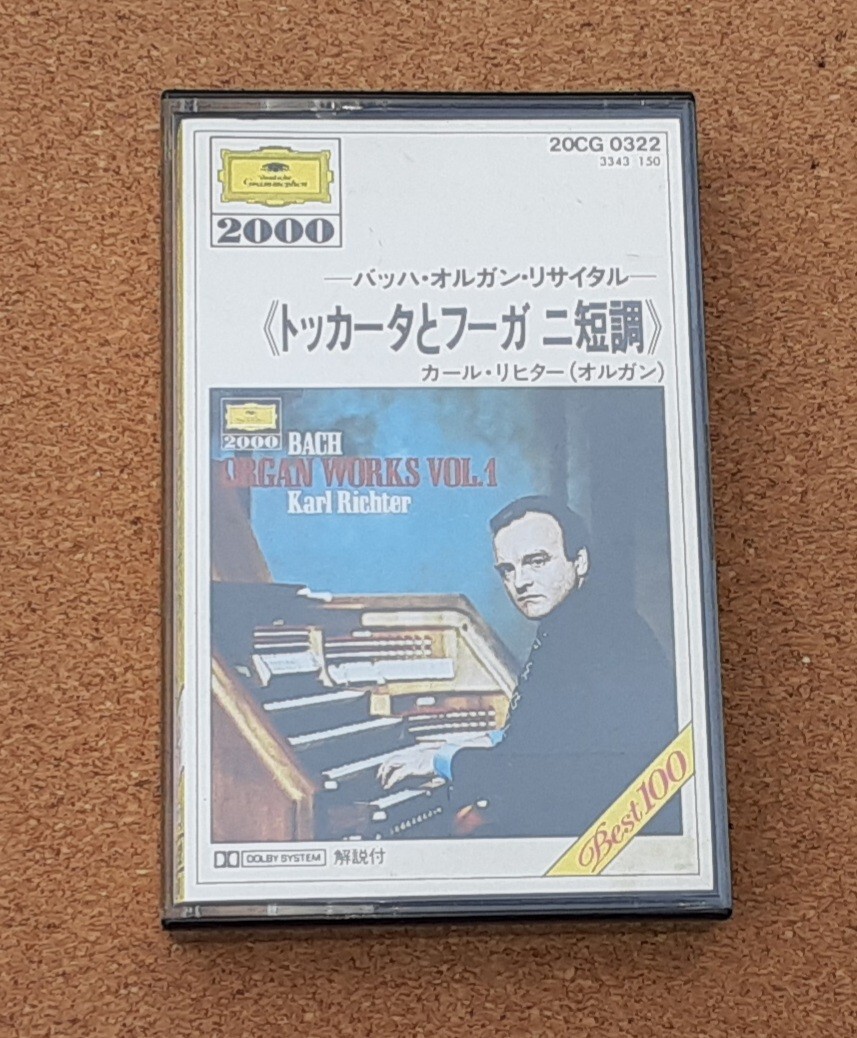 Deutsche
Grammophon
2000
20CG 0322
3343 150
—バッハ・オルガン・リサイタル—
《トッカータとフーガ ニ短調》
カール・リヒター(オルガン)
2000
BACH
ORGAN WORKS VOL.1
Karl Richter
Best100
DOLBY SYSTEM 解説付